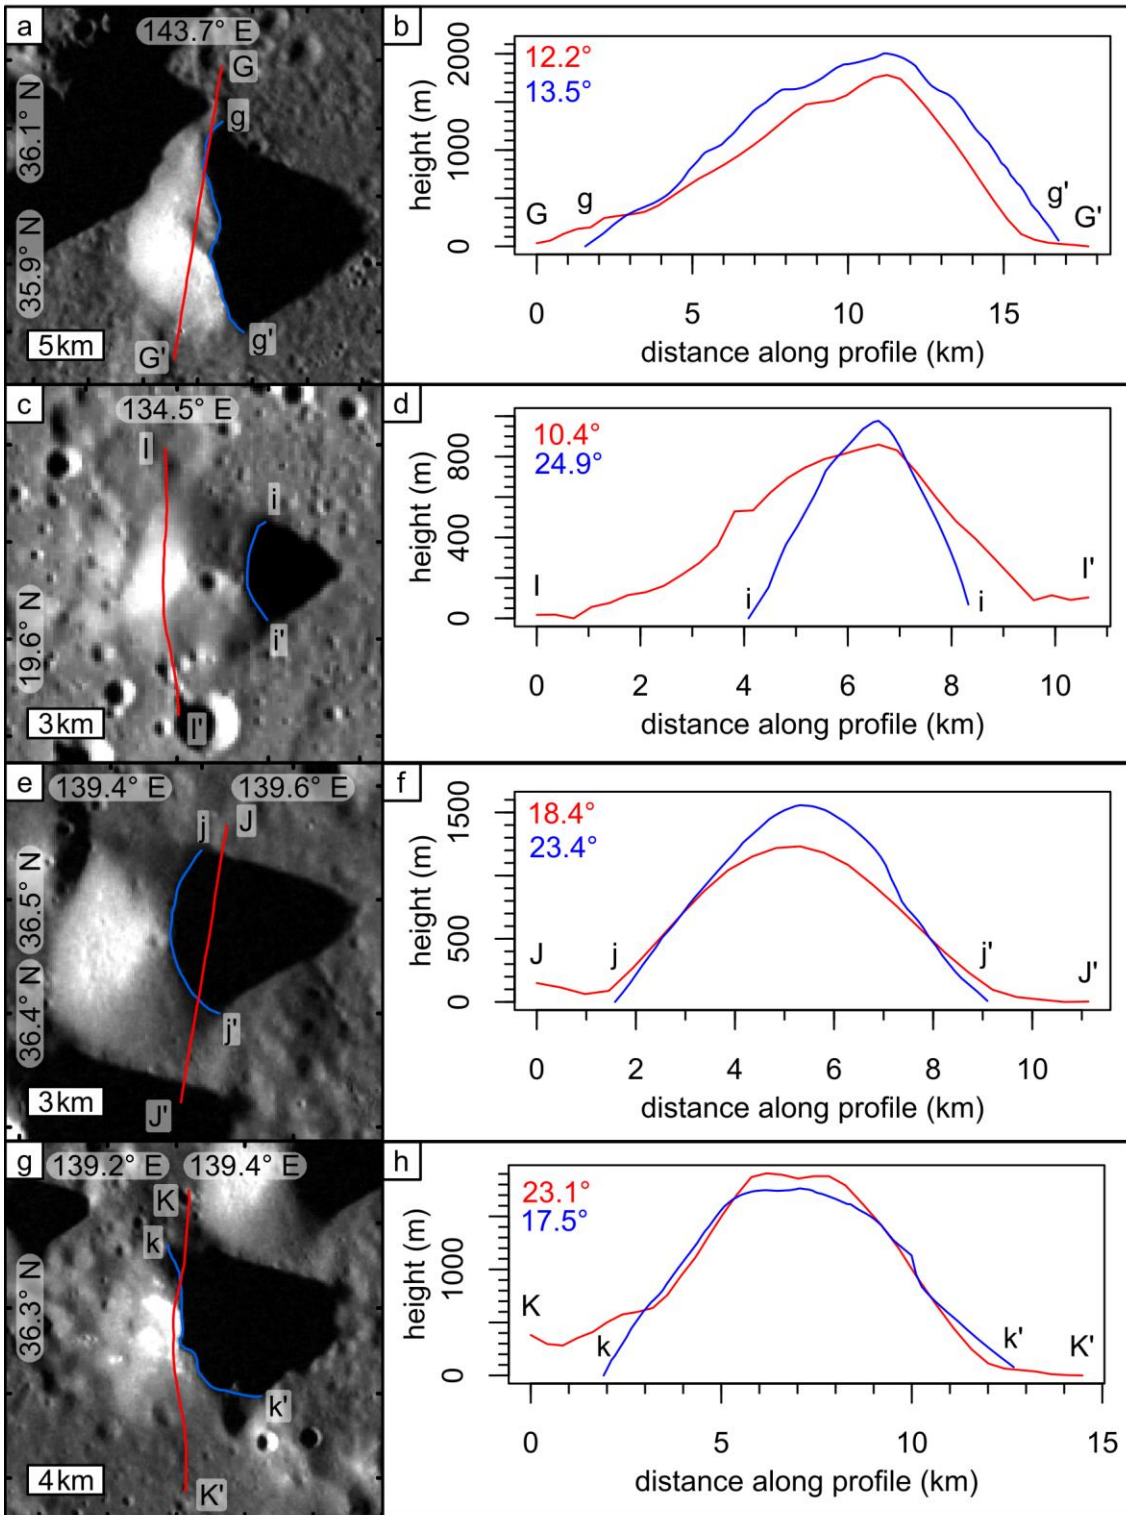 a
143.7° E
G
g
36.1° N
35.9° N
5km
G'
g'
b
12.2°
13.5°
height (m)
0
1000
2000
G
g
g'
G'
0 5 10 15
distance along profile (km)
c
134.5° E
I
i
19.6° N
i'
3km
I'
d
10.4°
24.9°
height (m)
0
400
800
I
i
i
I'
0 2 4 6 8 10
distance along profile (km)
e
139.4° E 139.6° E
j
J
36.5° N
36.4° N
j'
3km
J'
f
18.4°
23.4°
height (m)
0
500
1500
J
j
j'
J'
0 2 4 6 8 10
distance along profile (km)
g
139.2° E 139.4° E
K
k
36.3° N
k'
4km
K'
h
23.1°
17.5°
height (m)
0
1000
K
k
k'
K'
0 5 10 15
distance along profile (km)